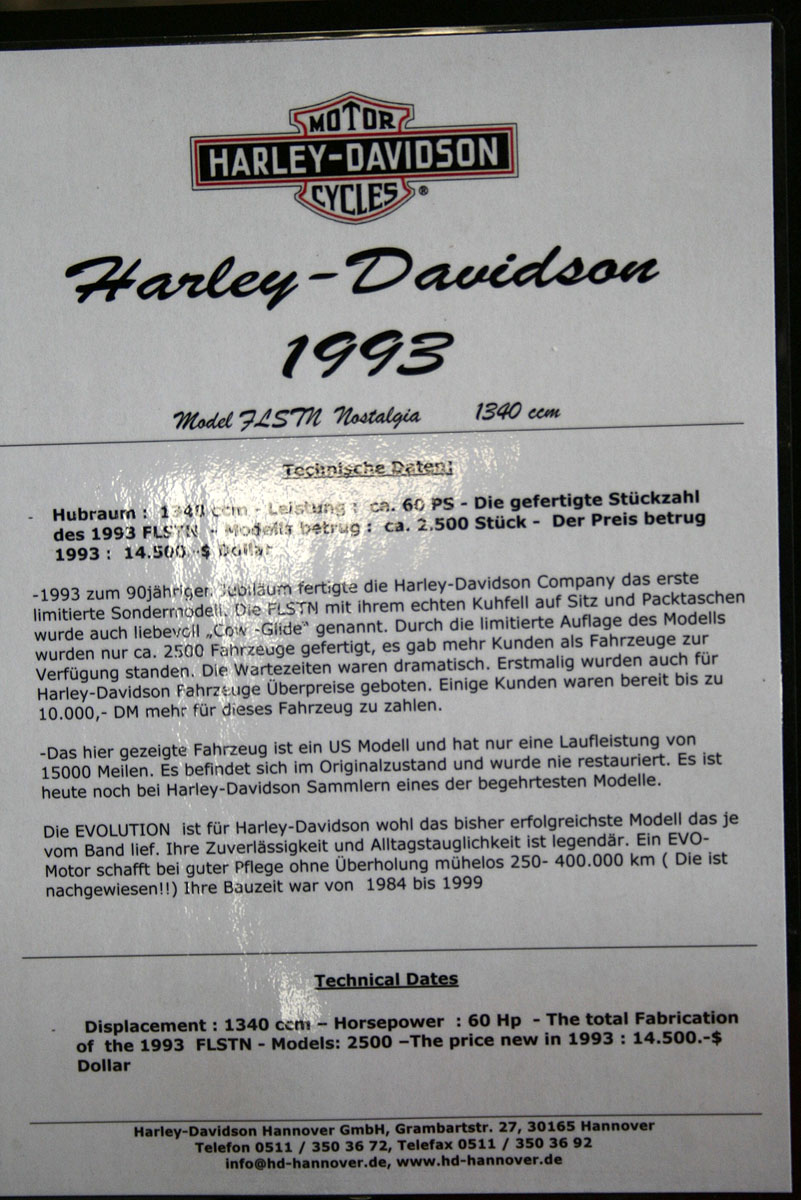 MOTOR
HARLEY-DAVIDSON
CYCLES ®
Harley-Davidson
1993
Model FLSTN Nostalgia 1340 ccm
Technische Daten:
- Hubraum : 1340 ccm - Leistung : ca. 60 PS - Die gefertigte Stückzahl
des 1993 FLSTN - Modells betrug : ca. 2.500 Stück - Der Preis betrug
1993 : 14.500.-$ Dollar
-1993 zum 90jährigen Jubiläum fertigte die Harley-Davidson Company das erste
limitierte Sondermodell. Die FLSTN mit ihrem echten Kuhfell auf Sitz und Packtaschen
wurde auch liebevoll „Cow -Glide“ genannt. Durch die limitierte Auflage des Modells
wurden nur ca. 2500 Fahrzeuge gefertigt, es gab mehr Kunden als Fahrzeuge zur
Verfügung standen. Die Wartezeiten waren dramatisch. Erstmalig wurden auch für
Harley-Davidson Fahrzeuge Überpreise geboten. Einige Kunden waren bereit bis zu
10.000,- DM mehr für dieses Fahrzeug zu zahlen.
-Das hier gezeigte Fahrzeug ist ein US Modell und hat nur eine Laufleistung von
15000 Meilen. Es befindet sich im Originalzustand und wurde nie restauriert. Es ist
heute noch bei Harley-Davidson Sammlern eines der begehrtesten Modelle.
Die EVOLUTION ist für Harley-Davidson wohl das bisher erfolgreichste Modell das je
vom Band lief. Ihre Zuverlässigkeit und Alltagstauglichkeit ist legendär. Ein EVO-
Motor schafft bei guter Pflege ohne Überholung mühelos 250- 400.000 km ( Die ist
nachgewiesen!!) Ihre Bauzeit war von 1984 bis 1999
Technical Dates
- Displacement : 1340 ccm – Horsepower : 60 Hp - The total Fabrication
of the 1993 FLSTN - Models: 2500 –The price new in 1993 : 14.500.-$
Dollar
Harley-Davidson Hannover GmbH, Grambartstr. 27, 30165 Hannover
Telefon 0511 / 350 36 72, Telefax 0511 / 350 36 92
info@hd-hannover.de, www.hd-hannover.de